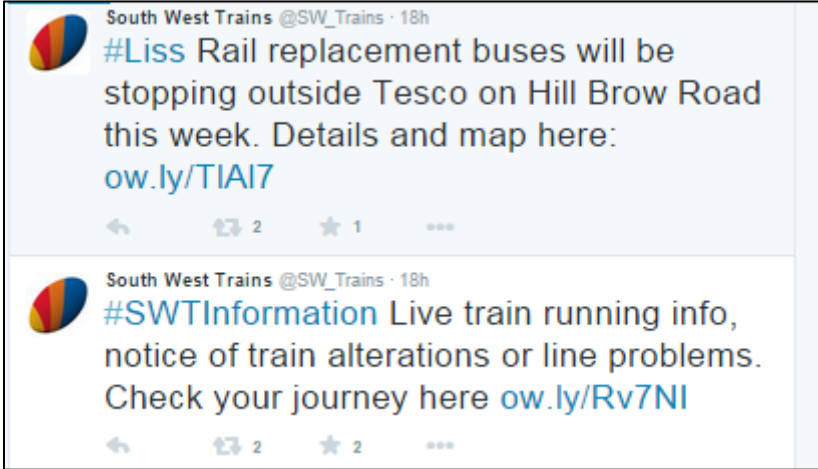 South West Trains @SW_Trains · 18h
#Liss Rail replacement buses will be
stopping outside Tesco on Hill Brow Road
this week. Details and map here:
ow.ly/TIAI7
2 1
South West Trains @SW_Trains · 18h
#SWTInformation Live train running info,
notice of train alterations or line problems.
Check your journey here ow.ly/Rv7NI
2 2